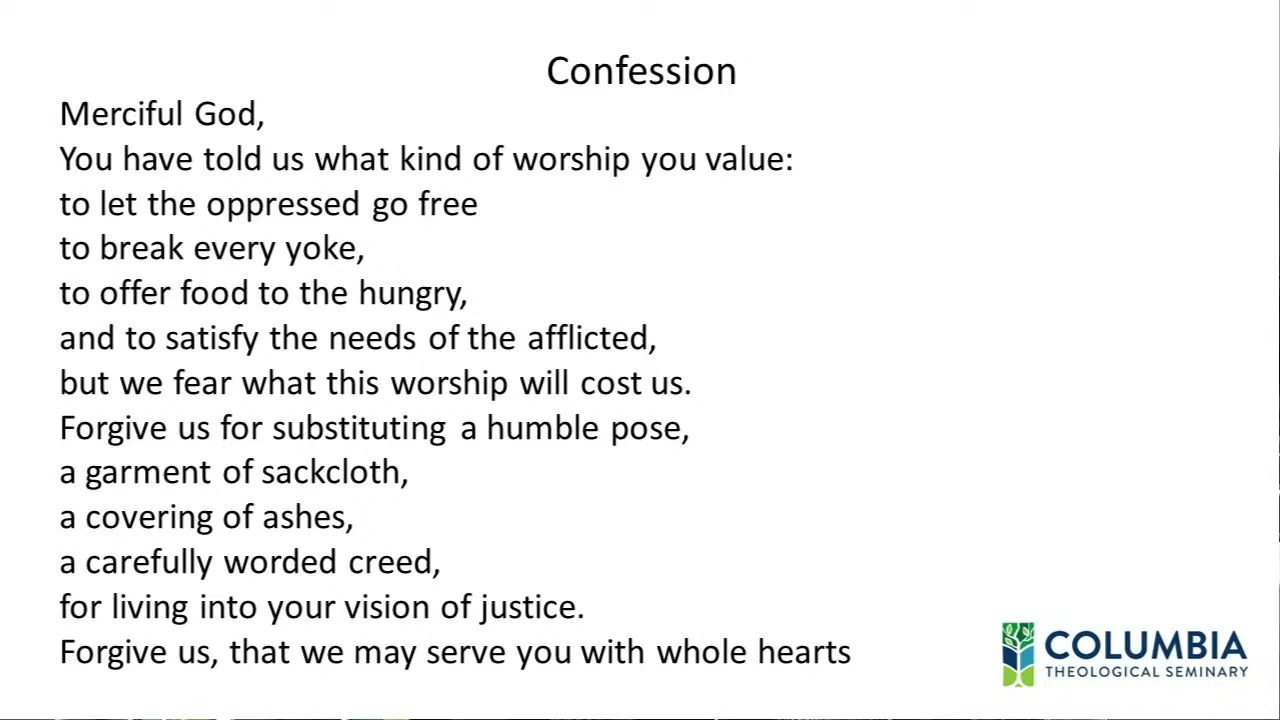 Confession
Merciful God,
You have told us what kind of worship you value:
to let the oppressed go free
to break every yoke,
to offer food to the hungry,
and to satisfy the needs of the afflicted,
but we fear what this worship will cost us.
Forgive us for substituting a humble pose,
a garment of sackcloth,
a covering of ashes,
a carefully worded creed,
for living into your vision of justice.
Forgive us, that we may serve you with whole hearts
COLUMBIA
THEOLOGICAL SEMINARY